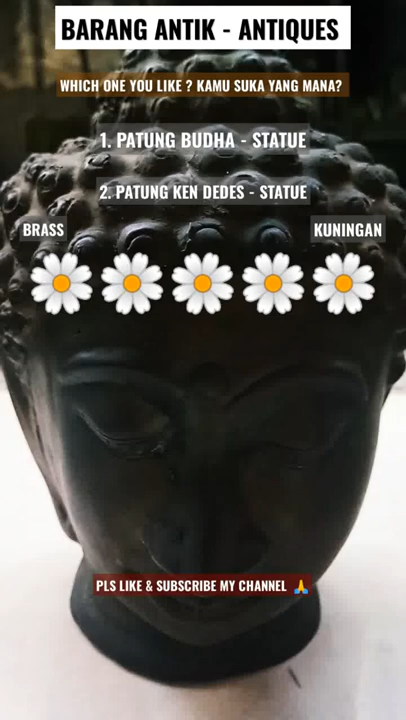 BARANG ANTIK - ANTIQUES
WHICH ONE YOU LIKE ? KAMU SUKA YANG MANA?
1. PATUNG BUDHA - STATUE
2. PATUNG KEN DEDES - STATUE
BRASS KUNINGAN
PLS LIKE & SUBSCRIBE MY CHANNEL 🙏